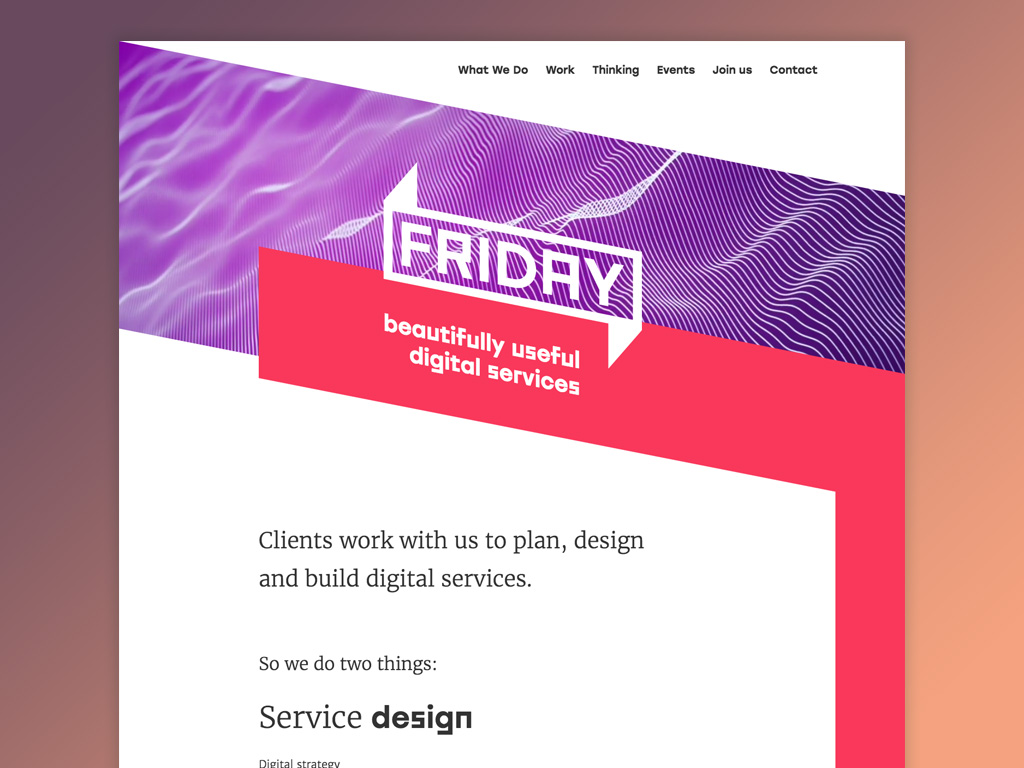 What We Do Work Thinking Events Join us Contact
FRIDAY
beautifully useful
digital services
Clients work with us to plan, design
and build digital services.
So we do two things:
Service design
Digital strategy